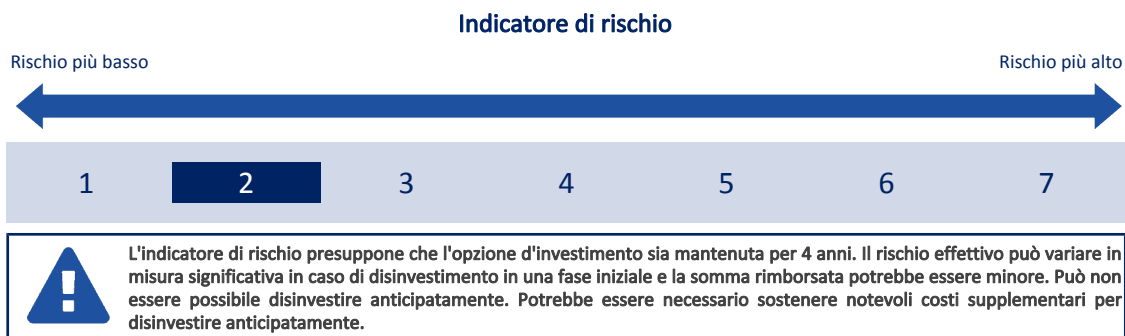 Indicatore di rischio
Rischio più basso
Rischio più alto
1 2 3 4 5 6 7
L'indicatore di rischio presuppone che l'opzione d'investimento sia mantenuta per 4 anni. Il rischio effettivo può variare in
misura significativa in caso di disinvestimento in una fase iniziale e la somma rimborsata potrebbe essere minore. Può non
essere possibile disinvestire anticipatamente. Potrebbe essere necessario sostenere notevoli costi supplementari per
disinvestire anticipatamente.